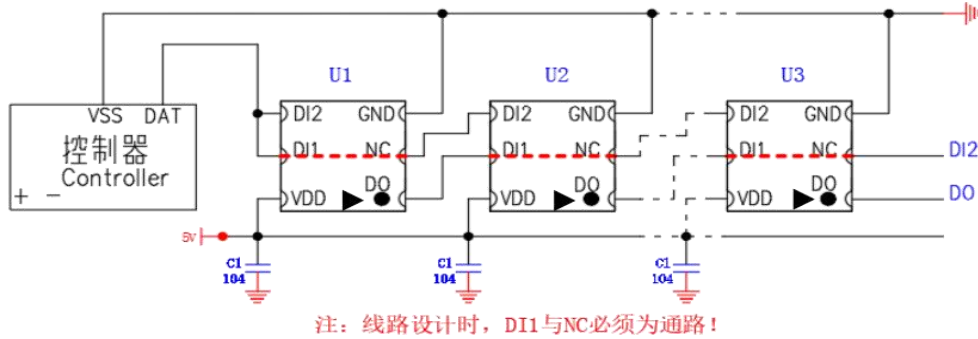 U1
U2
U3
VSS DAT
控制器
Controller
+ -
DI2 GND
DI1 NC
DO
VDD
DI2 GND
DI1 NC
DO
VDD
DI2 GND
DI1 NC
DO
VDD
DI2
DO
5V
C1
104
C1
104
C1
104
注：线路设计时，DI1与NC必须为通路！